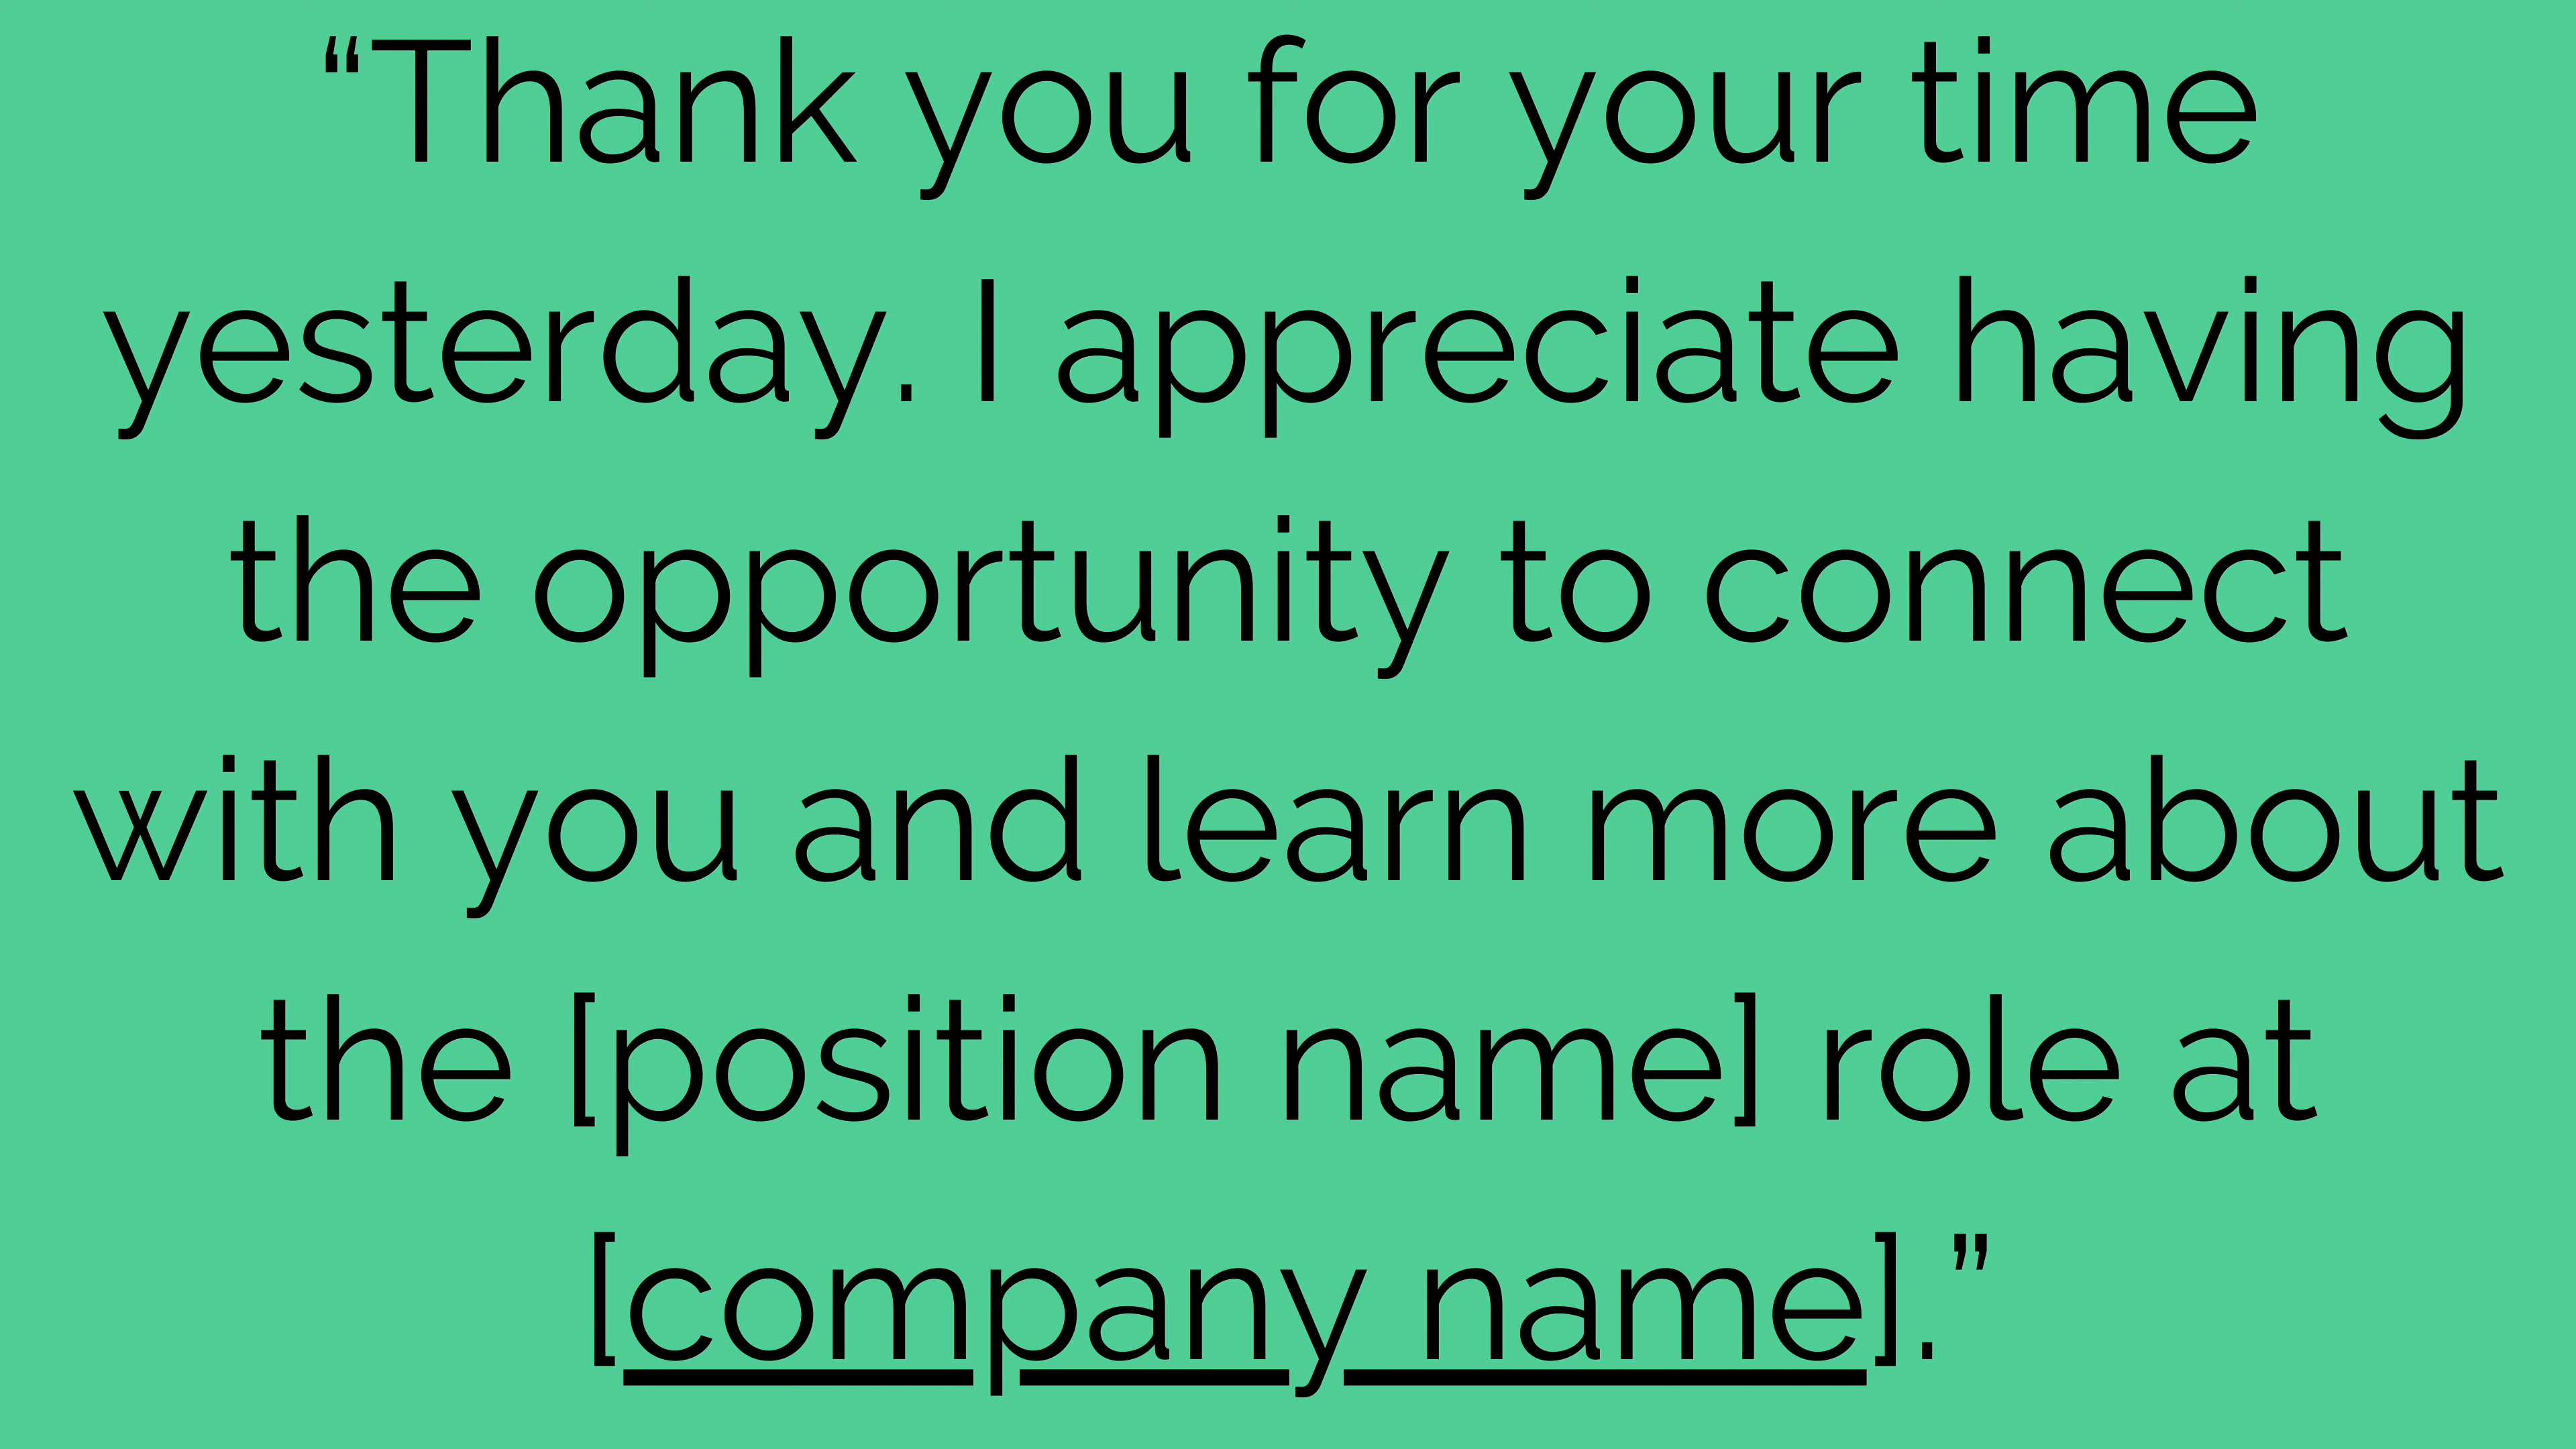 “Thank you for your time
yesterday. I appreciate having
the opportunity to connect
with you and learn more about
the [position name] role at
[company name].”